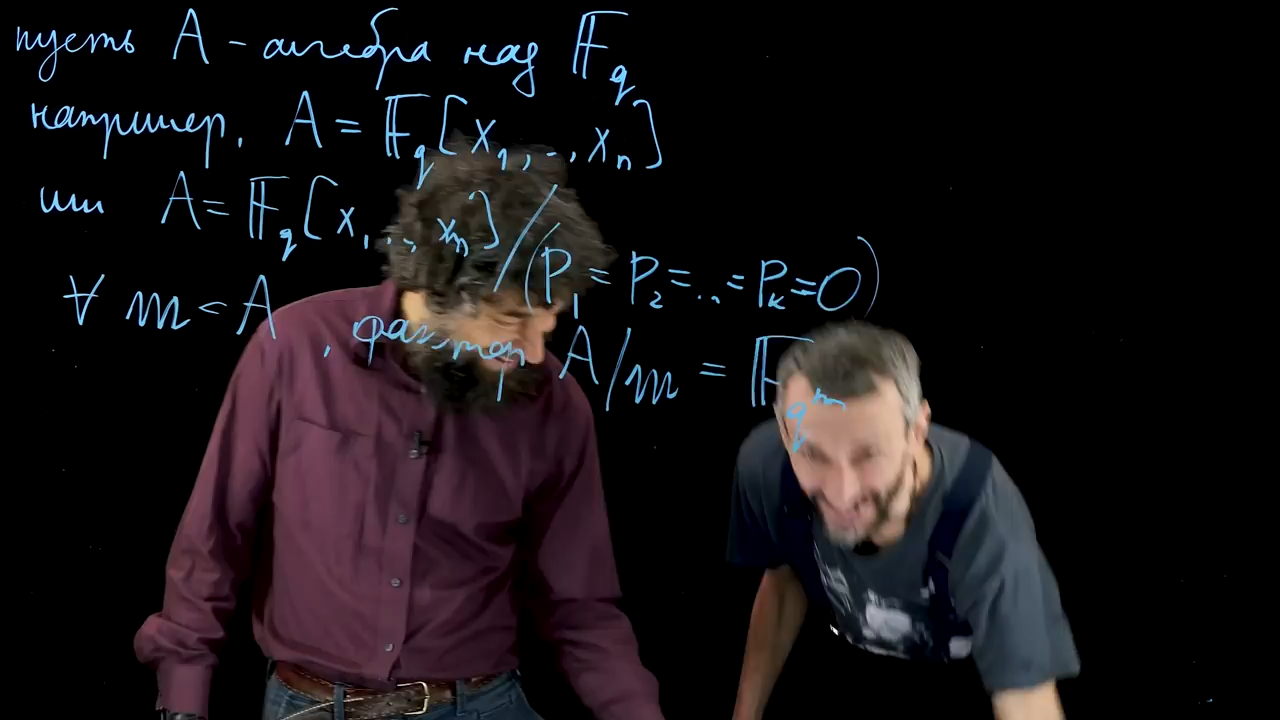 пусть A - алгебра над 𝔽_q
например, A = 𝔽_q[x_1,..,x_n]
или A = 𝔽_q[x_1,..,x_n]/(P_1=P_2=..=P_k=0)
∀ m < A, фактор A/m = 𝔽_{q^m}